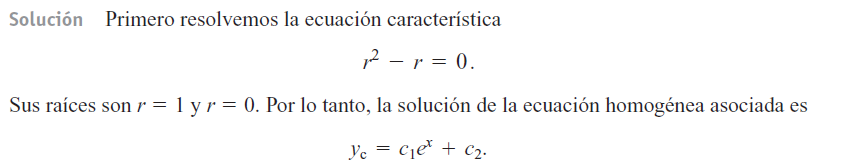 Solución Primero resolvemos la ecuación característica
r² − r = 0.
Sus raíces son r = 1 y r = 0. Por lo tanto, la solución de la ecuación homogénea asociada es
y_c = c₁eˣ + c₂.